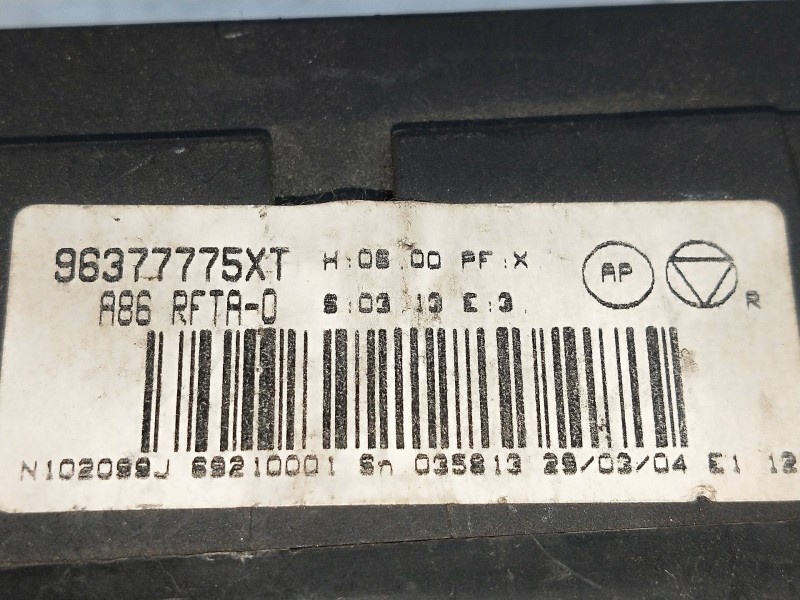 96377775XT H:06.00 PF:X
A86 RFTA-0 S:03.13 E:3
AP
R
N102099J 69210001 Sn 035813 29/03/04 E1 12